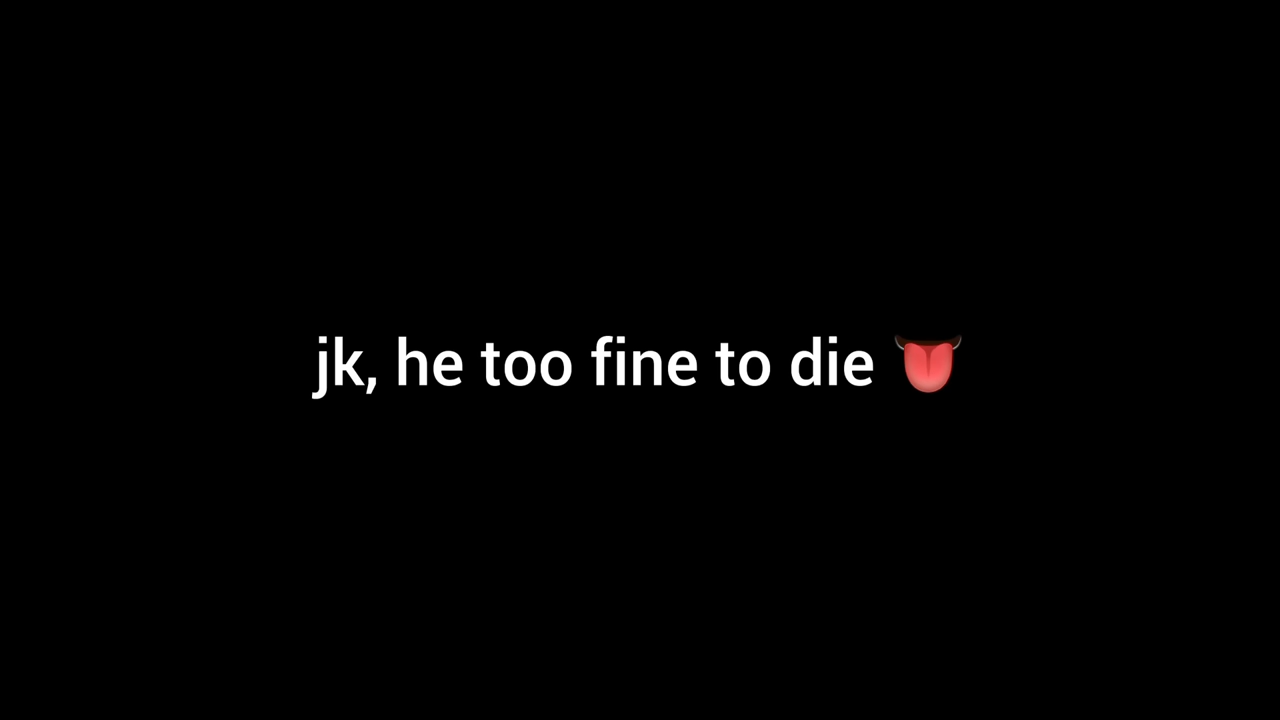 jk, he too fine to die 👅